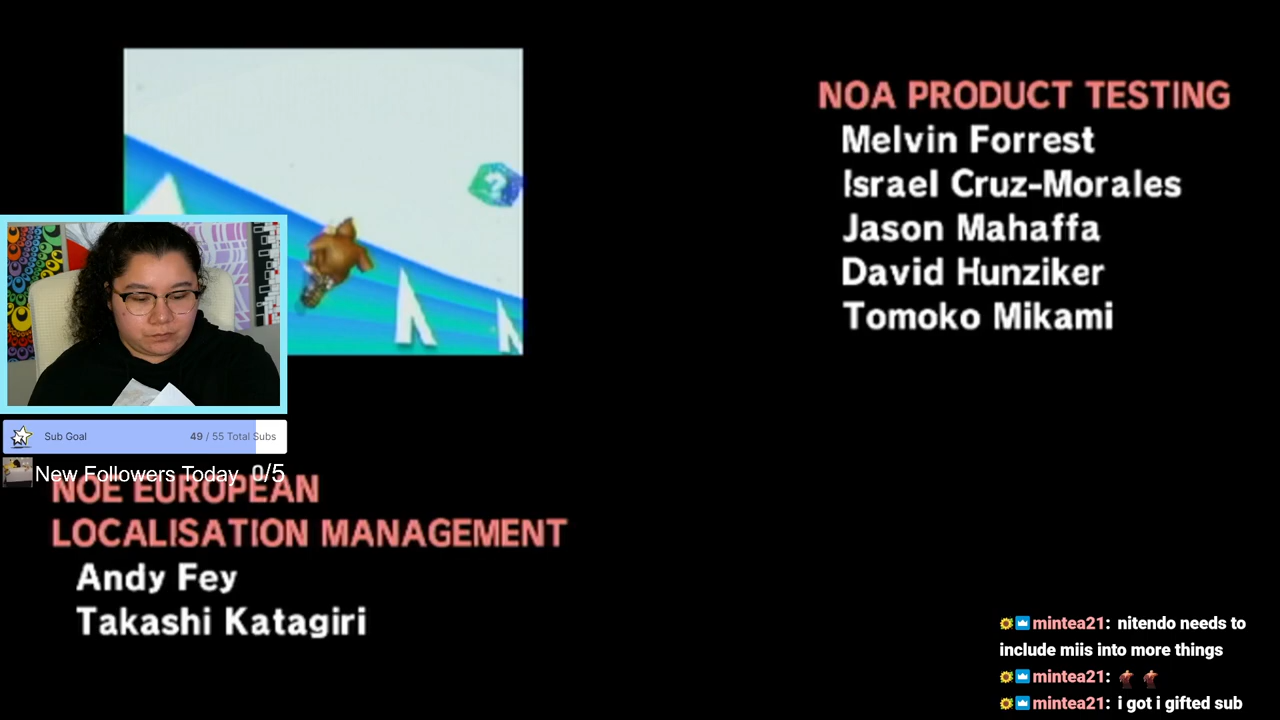 NOA PRODUCT TESTING
Melvin Forrest
Israel Cruz-Morales
Jason Mahaffa
David Hunziker
Tomoko Mikami
?
Sub Goal 49 / 55 Total Subs
New Followers Today 0/5
NOE EUROPEAN
LOCALISATION MANAGEMENT
Andy Fey
Takashi Katagiri
mintea21: nitendo needs to
include miis into more things
mintea21:
mintea21: i got i gifted sub